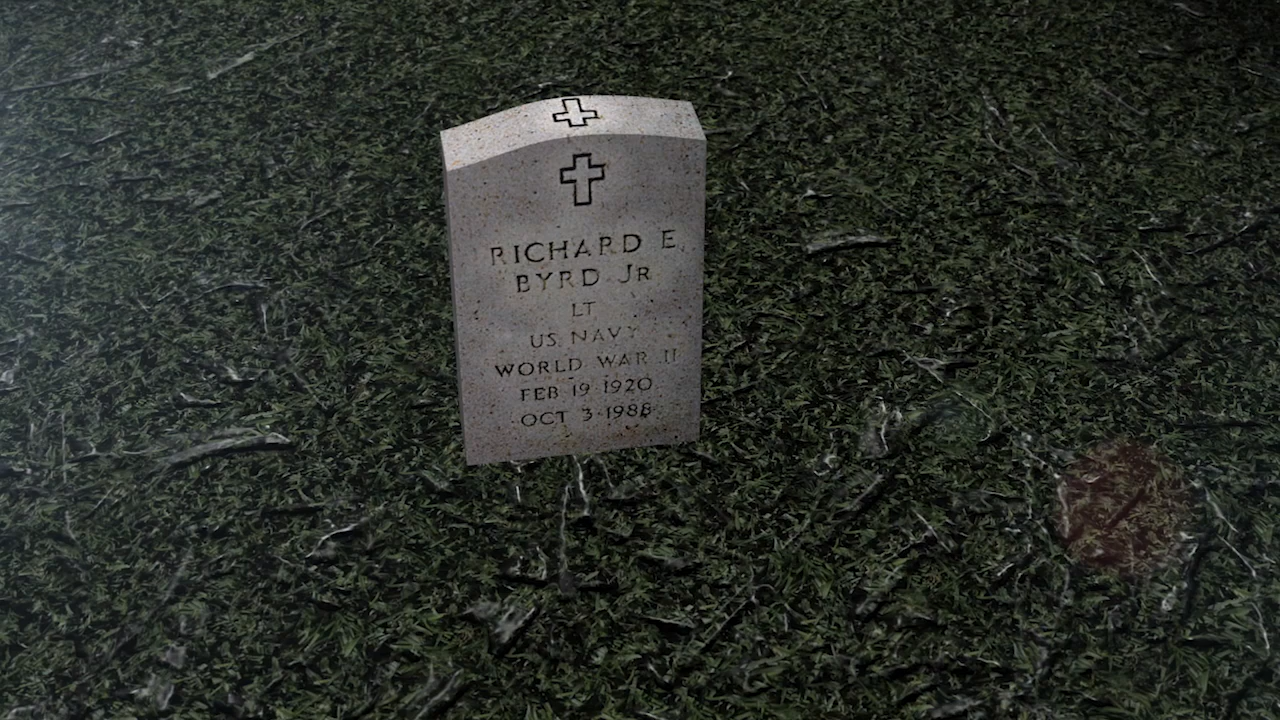 RICHARD E
BYRD JR
LT
US NAVY
WORLD WAR II
FEB 19 1920
OCT 3 1988